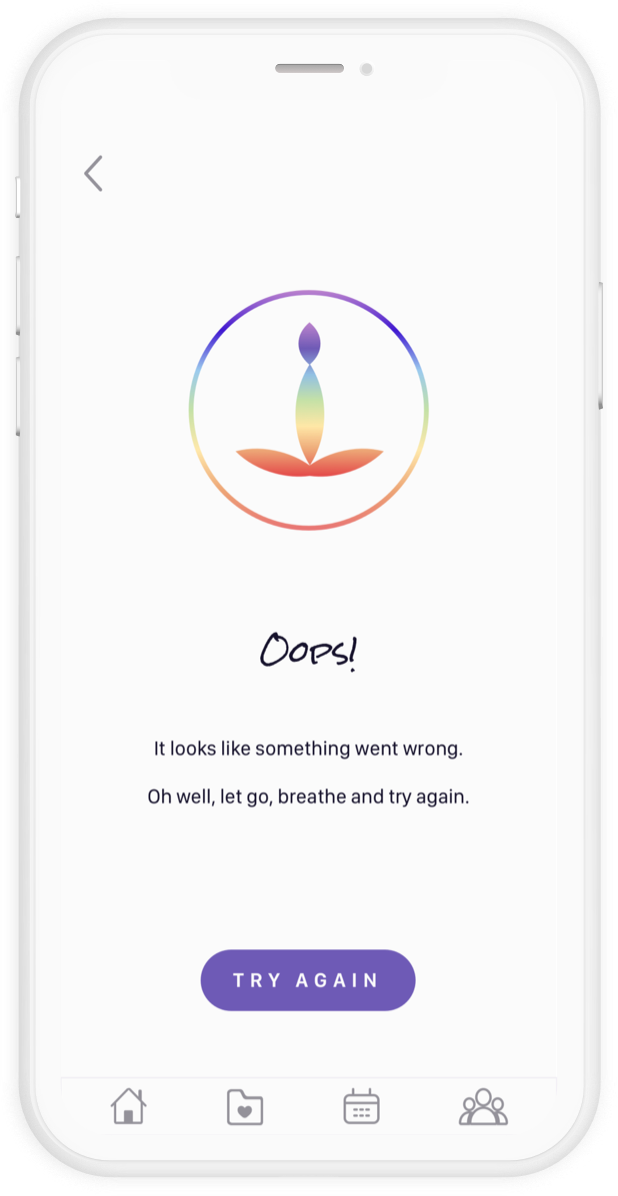 Oops!
It looks like something went wrong.
Oh well, let go, breathe and try again.
TRY AGAIN